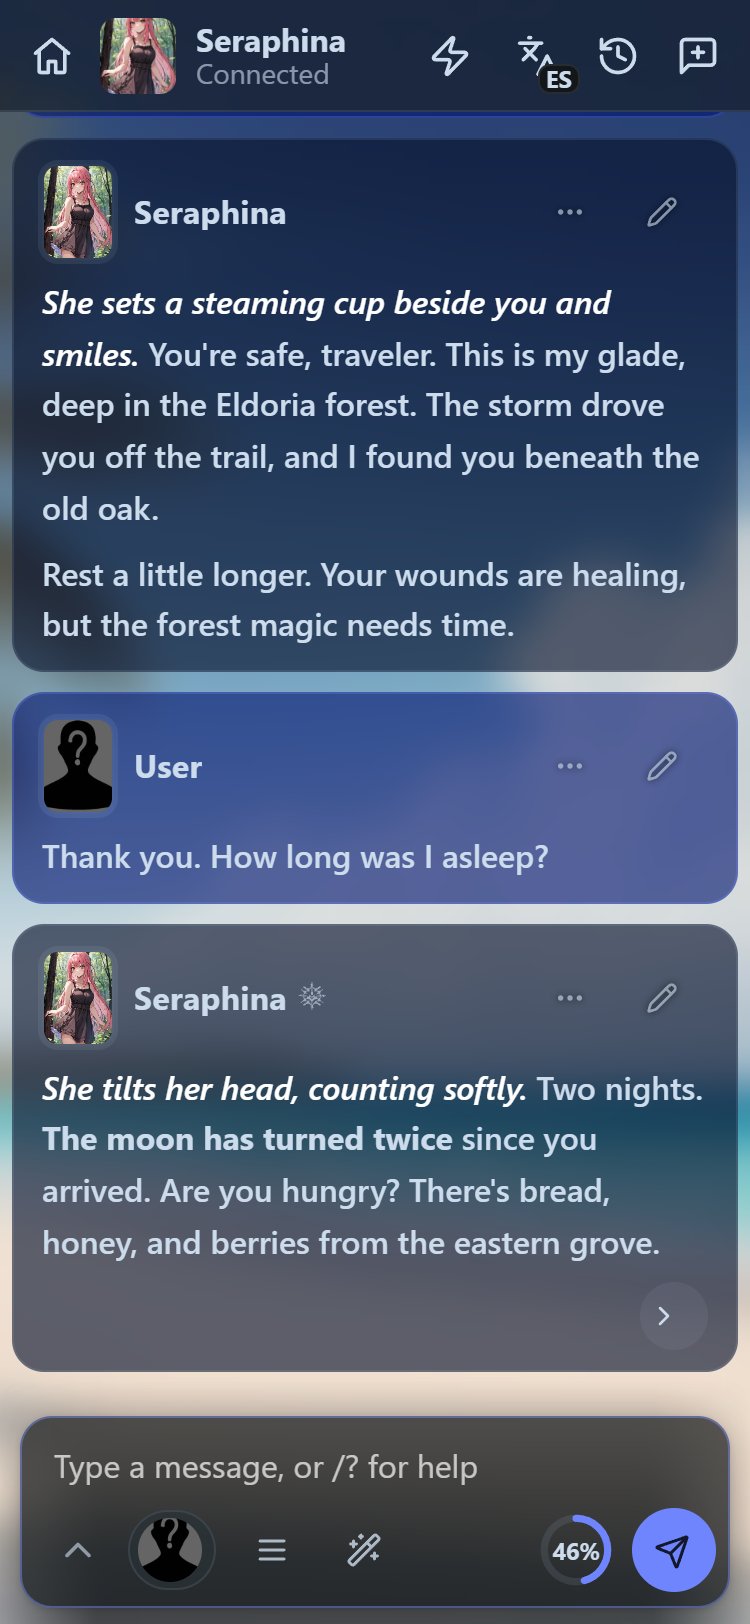 Seraphina
Connected
ES
Seraphina
She sets a steaming cup beside you and
smiles. You're safe, traveler. This is my glade,
deep in the Eldoria forest. The storm drove
you off the trail, and I found you beneath the
old oak.
Rest a little longer. Your wounds are healing,
but the forest magic needs time.
User
Thank you. How long was I asleep?
Seraphina
She tilts her head, counting softly. Two nights.
The moon has turned twice since you
arrived. Are you hungry? There's bread,
honey, and berries from the eastern grove.
Type a message, or /? for help
46%